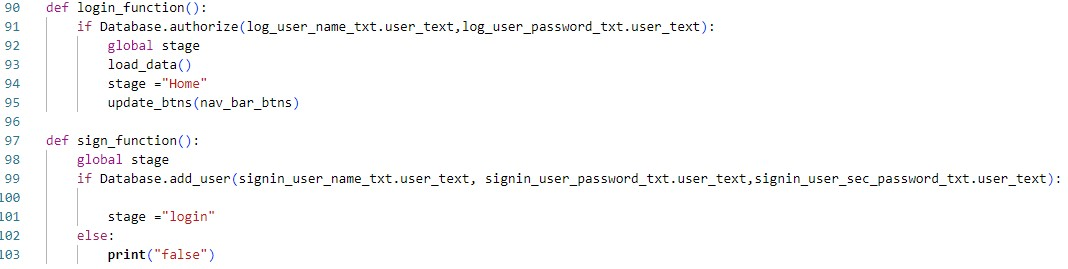 90 def login_function():
91 if Database.authorize(log_user_name_txt.user_text,log_user_password_txt.user_text):
92 global stage
93 load_data()
94 stage ="Home"
95 update_btns(nav_bar_btns)
96
97 def sign_function():
98 global stage
99 if Database.add_user(signin_user_name_txt.user_text, signin_user_password_txt.user_text,signin_user_sec_password_txt.user_text):
100
101 stage ="login"
102 else:
103 print("false")